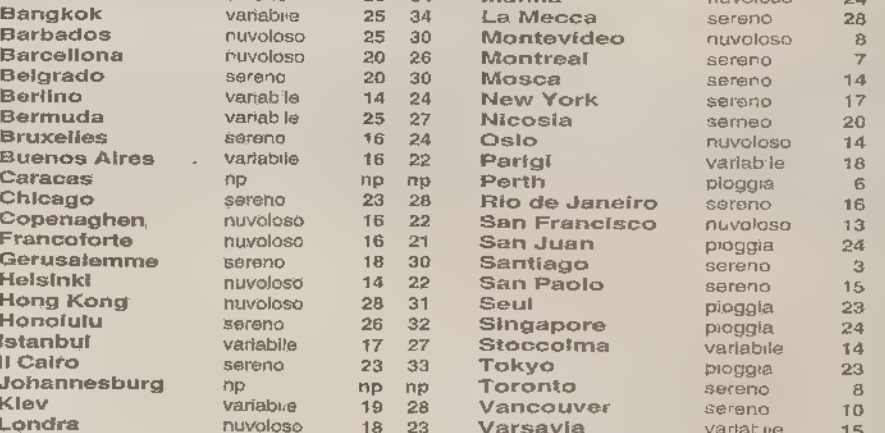 Bangkok variabile 25 34
Barbados nuvoloso 25 30
Barcellona nuvoloso 20 26
Belgrado sereno 20 30
Berlino variabile 14 24
Bermuda variabile 25 27
Bruxelles sereno 16 24
Buenos Aires variabile 16 22
Caracas np np np
Chicago sereno 23 28
Copenaghen nuvoloso 16 22
Francoforte nuvoloso 16 21
Gerusalemme sereno 18 30
Helsinki nuvoloso 14 22
Hong Kong nuvoloso 28 31
Honolulu sereno 26 32
Istanbul variabile 17 27
Il Cairo sereno 23 33
Johannesburg np np np
Kiev variabile 19 28
Londra nuvoloso 18 23
La Mecca sereno 28
Montevideo nuvoloso 8
Montreal sereno 7
Mosca sereno 14
New York sereno 17
Nicosia serneo 20
Oslo nuvoloso 14
Parigi variabile 18
Perth pioggia 6
Rio de Janeiro sereno 16
San Francisco nuvoloso 13
San Juan pioggia 24
Santiago sereno 3
San Paolo sereno 15
Seul pioggia 23
Singapore pioggia 24
Stoccolma variabile 14
Tokyo pioggia 23
Toronto sereno 8
Vancouver sereno 10
Varsavia variabile 15